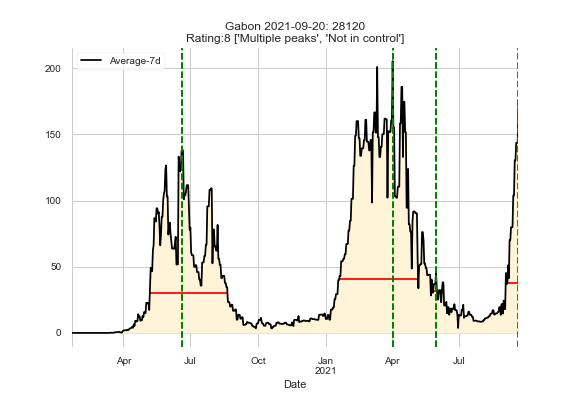 Gabon 2021-09-20: 28120
Rating:8 ['Multiple peaks', 'Not in control']
Average-7d
200
150
100
50
0
Apr
Jul
Oct
Jan
2021
Apr
Jul
Date